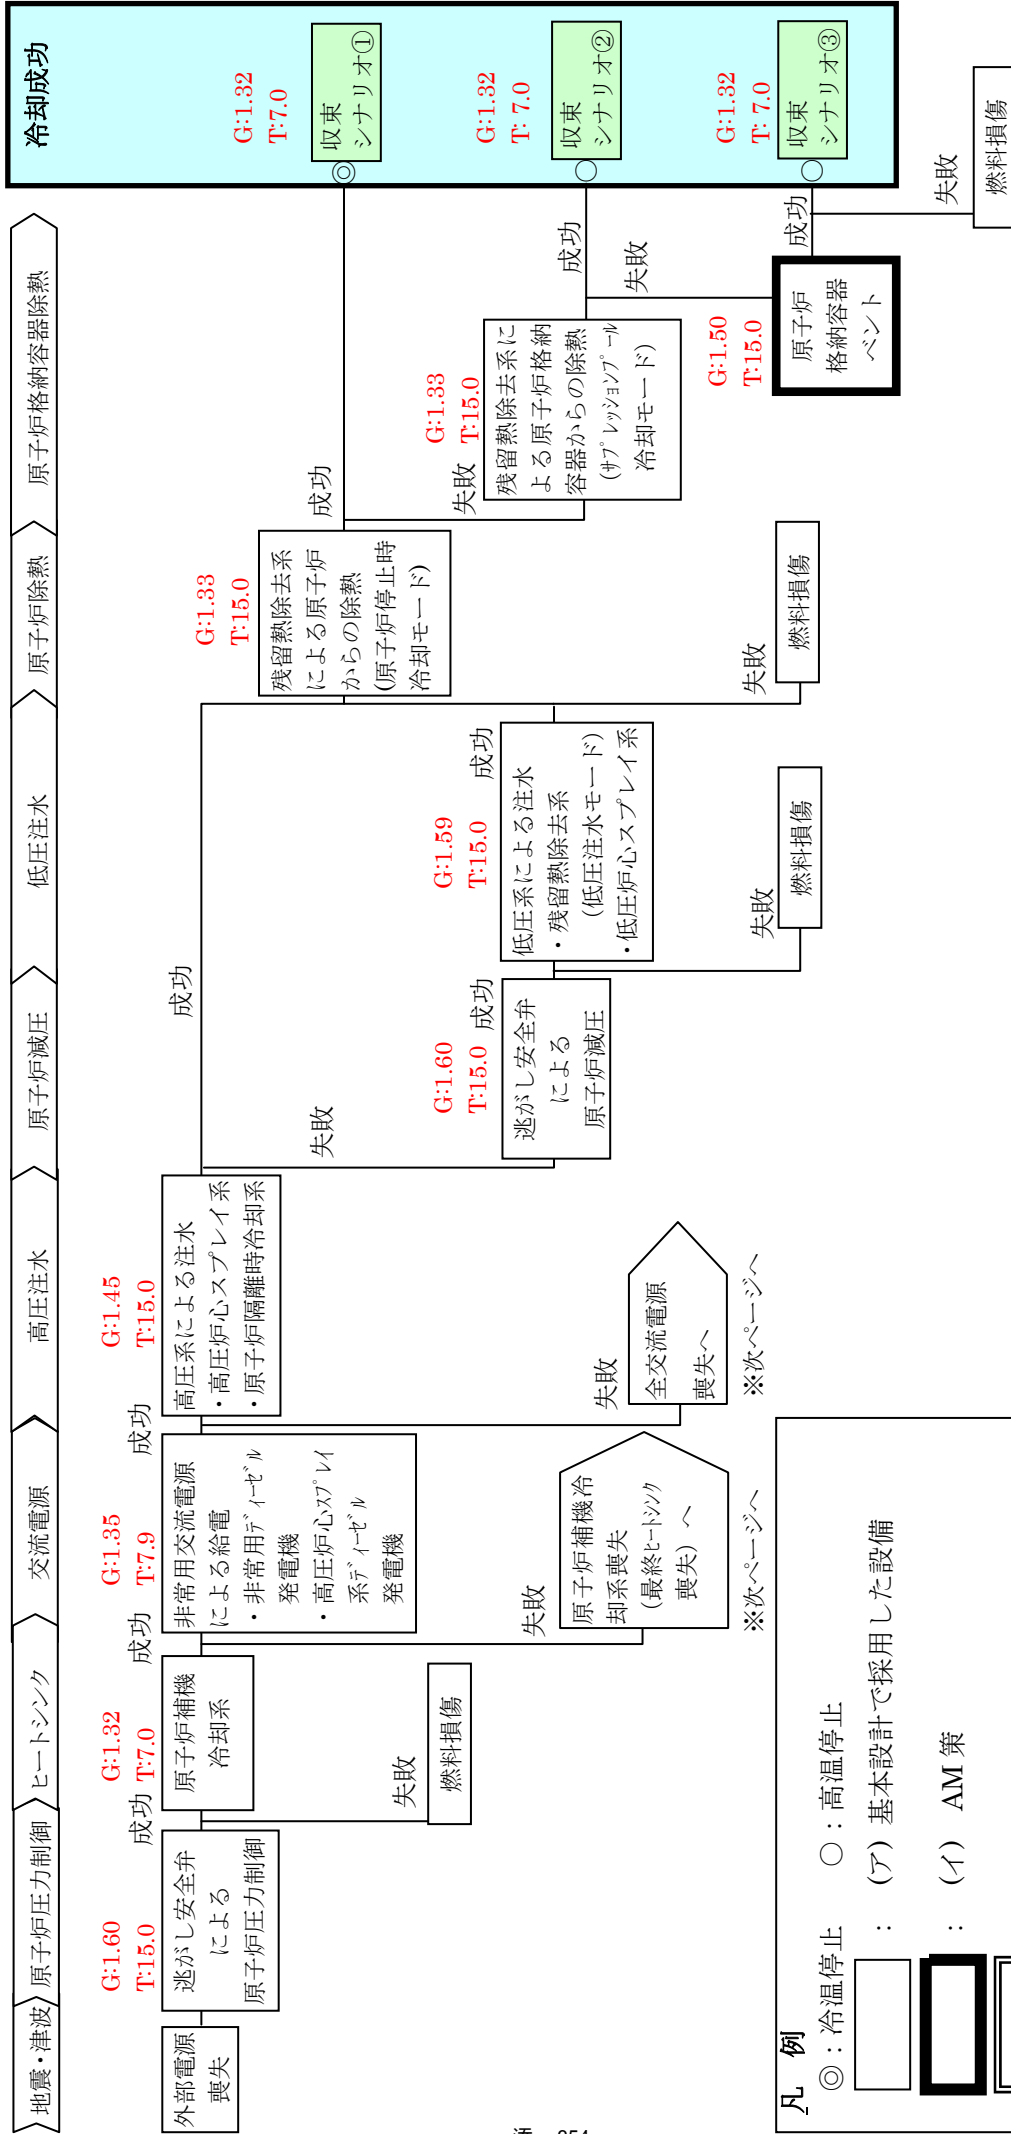 地震・津波
原子炉圧力制御
ヒートシンク
交流電源
高圧注水
原子炉減圧
低圧注水
原子炉除熱
原子炉格納容器除熱
外部電源
喪失
G:1.60
T:15.0
逃がし安全弁
による
原子炉圧力制御
成功
失敗
燃料損傷
G:1.32
T:7.0
原子炉補機
冷却系
成功
失敗
原子炉補機冷
却系喪失
(最終ヒートシンク
喪失)へ
※次ページへ
G:1.35
T:7.9
非常用交流電源
による給電
・非常用ディーゼル
発電機
・高圧炉心スプレイ
系ディーゼル
発電機
成功
失敗
全交流電源
喪失へ
※次ページへ
G:1.45
T:15.0
高圧系による注水
・高圧炉心スプレイ系
・原子炉隔離時冷却系
成功
失敗
G:1.60
T:15.0
逃がし安全弁
による
原子炉減圧
成功
失敗
燃料損傷
G:1.59
T:15.0
低圧系による注水
・残留熱除去系
(低圧注水モード)
・低圧炉心スプレイ系
成功
失敗
燃料損傷
G:1.33
T:15.0
残留熱除去系
による原子炉
からの除熱
(原子炉停止時
冷却モード)
成功
失敗
G:1.33
T:15.0
残留熱除去系に
よる原子炉格納
容器からの除熱
(サプレッションプール
冷却モード)
成功
失敗
G:1.50
T:15.0
原子炉
格納容器
ベント
成功
失敗
燃料損傷
冷却成功
G:1.32
T:7.0
◎
収束
シナリオ①
G:1.32
T: 7.0
○
収束
シナリオ②
G:1.32
T: 7.0
○
収束
シナリオ③
凡 例
◎：冷温停止 ○：高温停止
： (ア) 基本設計で採用した設備
： (イ) AM 策